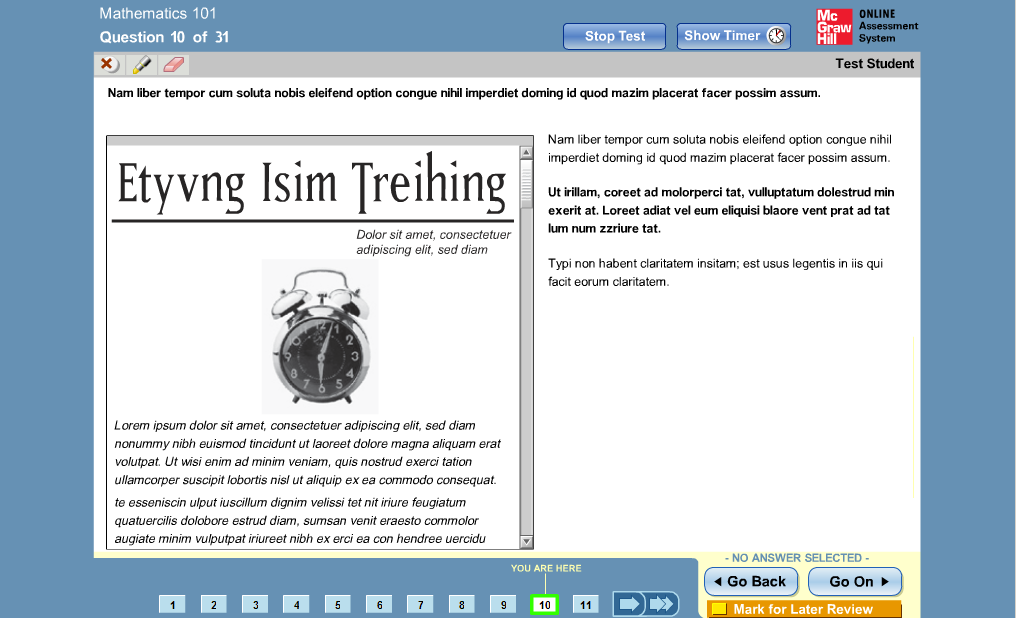 Mathematics 101
Question 10 of 31
Stop Test
Show Timer
Mc
Graw
Hill
ONLINE
Assessment
System
Test Student
Nam liber tempor cum soluta nobis eleifend option congue nihil imperdiet doming id quod mazim placerat facer possim assum.
Etyvng Isim Treihing
Dolor sit amet, consectetuer
adipiscing elit, sed diam
12
2
3
4
5
6
7
8
9
10
Lorem ipsum dolor sit amet, consectetuer adipiscing elit, sed diam
nonummy nibh euismod tincidunt ut laoreet dolore magna aliquam erat
volutpat. Ut wisi enim ad minim veniam, quis nostrud exerci tation
ullamcorper suscipit lobortis nisl ut aliquip ex ea commodo consequat.
te esseniscin ulput iuscillum dignim velissi tet nit iriure feugiatum
quatuercilis dolobore estrud diam, sumsan venit eraesto commolor
augiate minim vulputpat iriureet nibh ex erci ea con hendree uercidu
Nam liber tempor cum soluta nobis eleifend option congue nihil
imperdiet doming id quod mazim placerat facer possim assum.
Ut irillam, coreet ad molorperci tat, vulluptatum dolestrud min
exerit at. Loreet adiat vel eum eliquisi blaore vent prat ad tat
lum num zzriure tat.
Typi non habent claritatem insitam; est usus legentis in iis qui
facit eorum claritatem.
YOU ARE HERE
1 2 3 4 5 6 7 8 9 10 11
- NO ANSWER SELECTED -
Go Back
Go On
Mark for Later Review